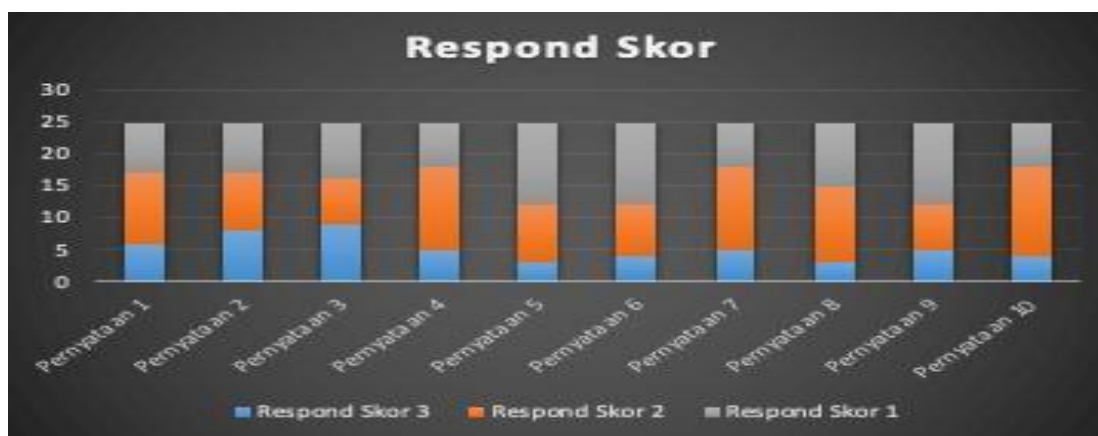 Respond Skor
30
25
20
15
10
5
0
Pernyataan 1 Pernyataan 2 Pernyataan 3 Pernyataan 4 Pernyataan 5 Pernyataan 6 Pernyataan 7 Pernyataan 8 Pernyataan 9 Pernyataan 10
Respond Skor 3 Respond Skor 2 Respond Skor 1